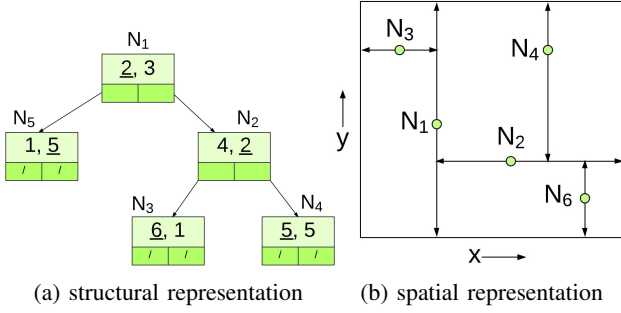 N1
2, 3
N5
1, 5
/ /
N2
4, 2
N3
6, 1
/ /
N4
5, 5
/ /
(a) structural representation
N3
N4
N1
N2
N6
y
x
(b) spatial representation